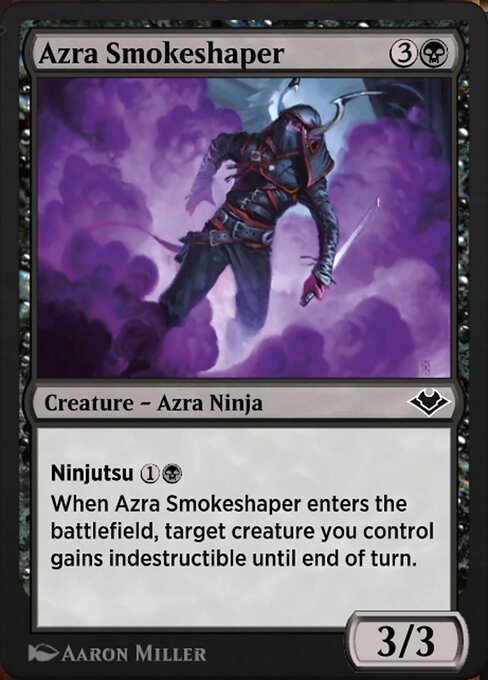 Azra Smokeshaper 3
Creature – Azra Ninja
Ninjutsu 1
When Azra Smokeshaper enters the
battlefield, target creature you control
gains indestructible until end of turn.
3/3
Aaron Miller